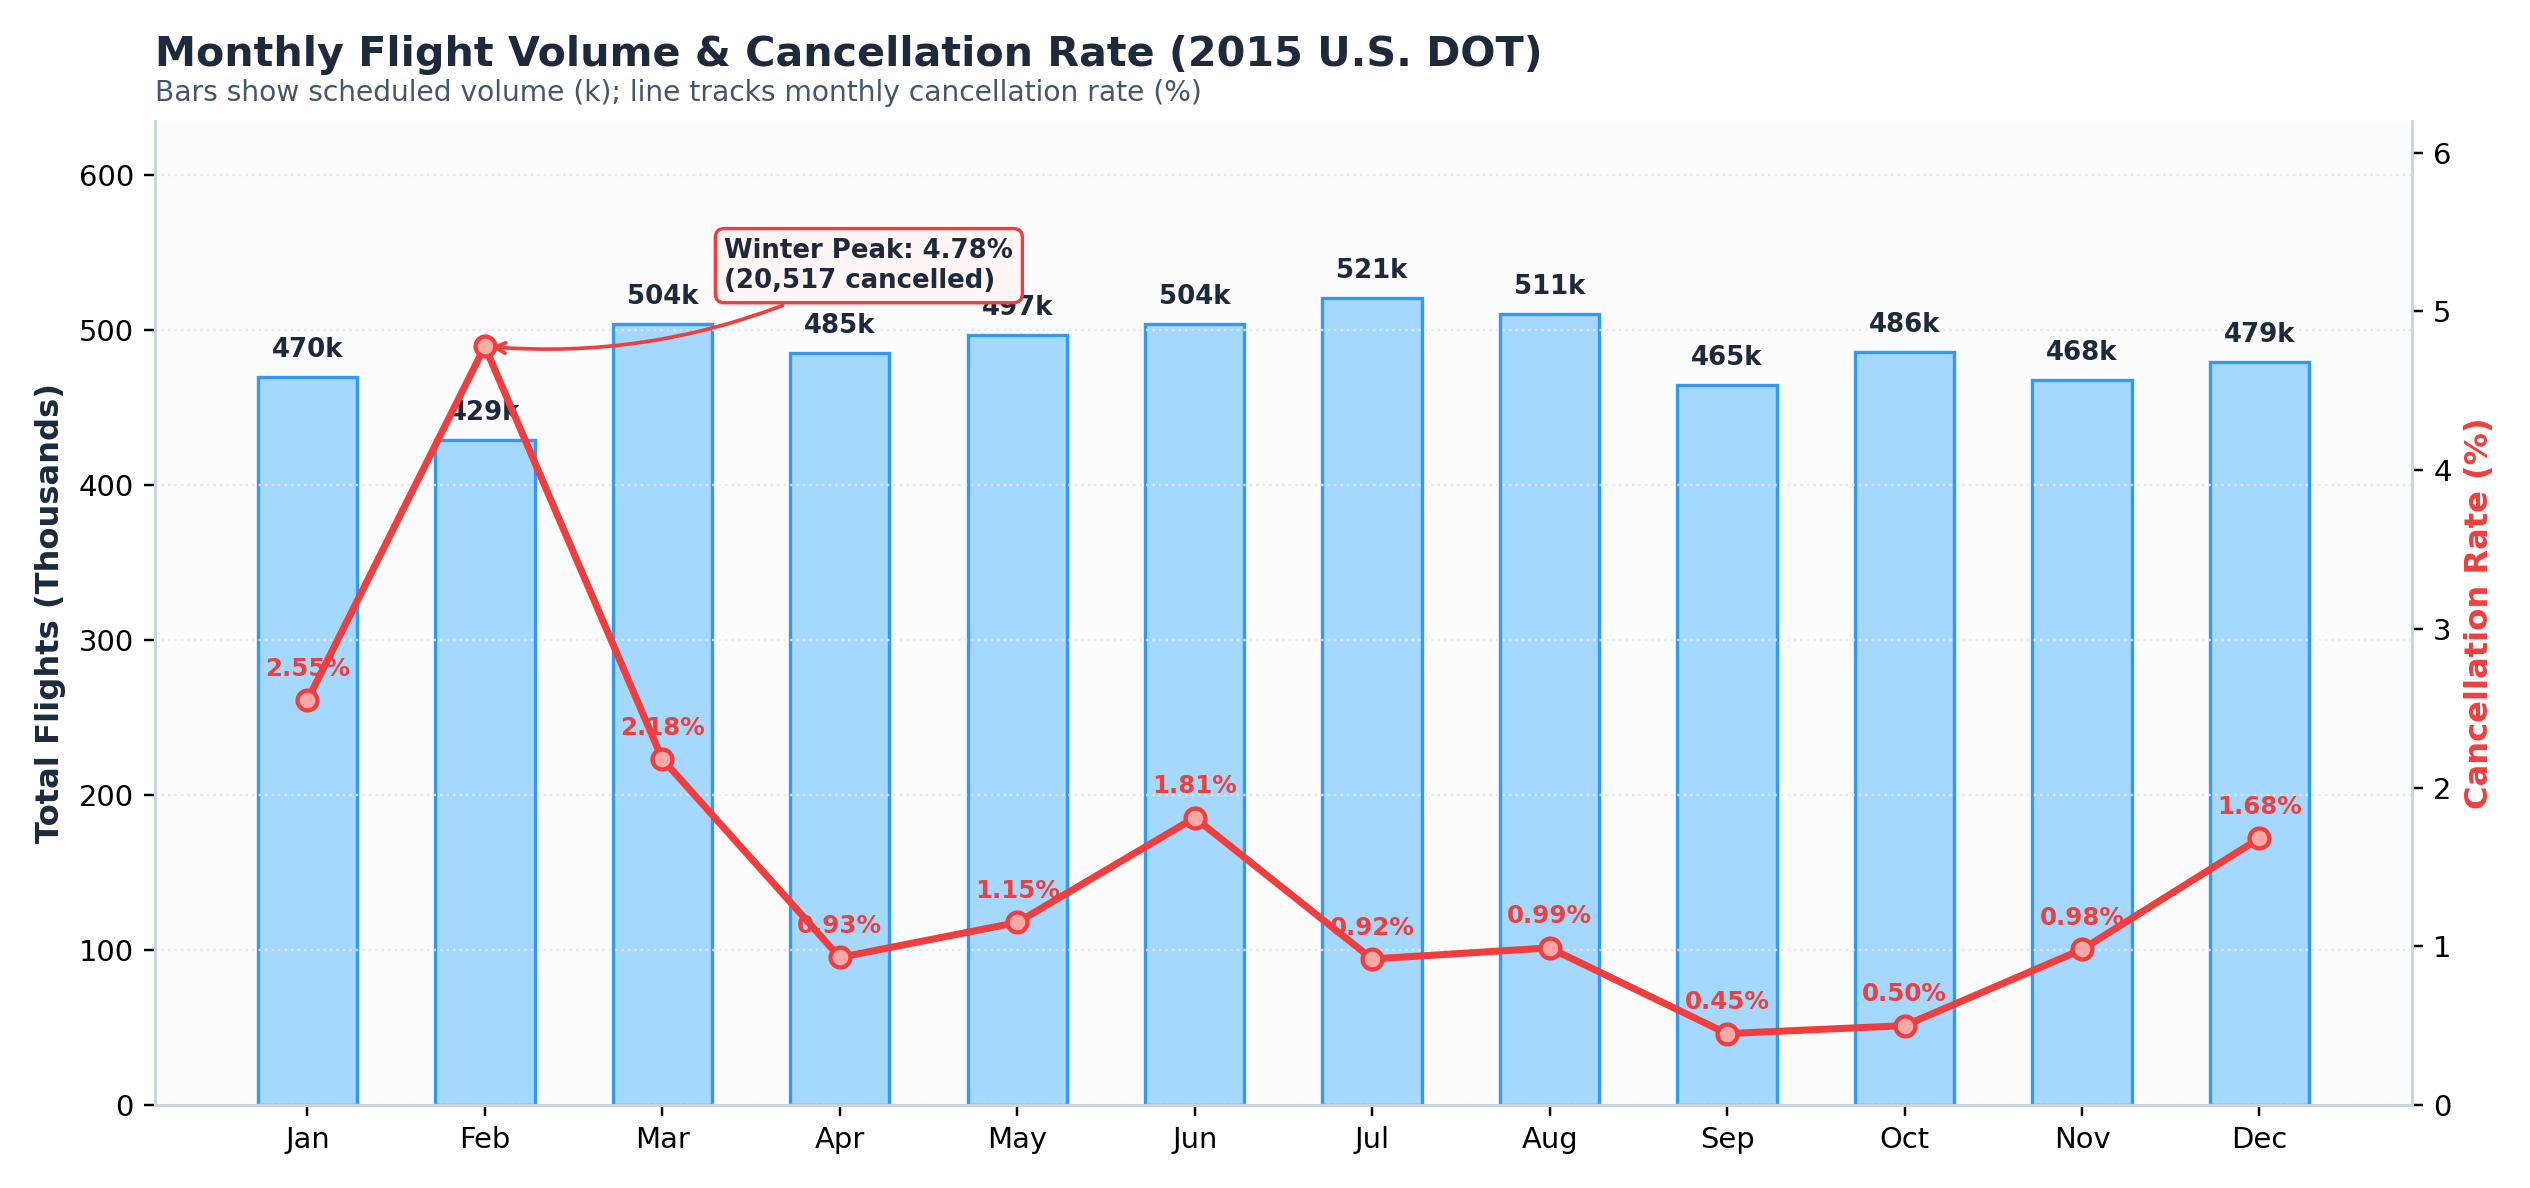 Monthly Flight Volume & Cancellation Rate (2015 U.S. DOT)
Bars show scheduled volume (k); line tracks monthly cancellation rate (%)
Total Flights (Thousands)
600
500
400
300
200
100
0
Winter Peak: 4.78%
(20,517 cancelled)
470k
429k
504k
485k
497k
504k
521k
511k
465k
486k
468k
479k
2.55%
2.18%
0.93%
1.15%
1.81%
0.92%
0.99%
0.45%
0.50%
0.98%
1.68%
Jan
Feb
Mar
Apr
May
Jun
Jul
Aug
Sep
Oct
Nov
Dec
6
5
4
3
2
1
0
Cancellation Rate (%)